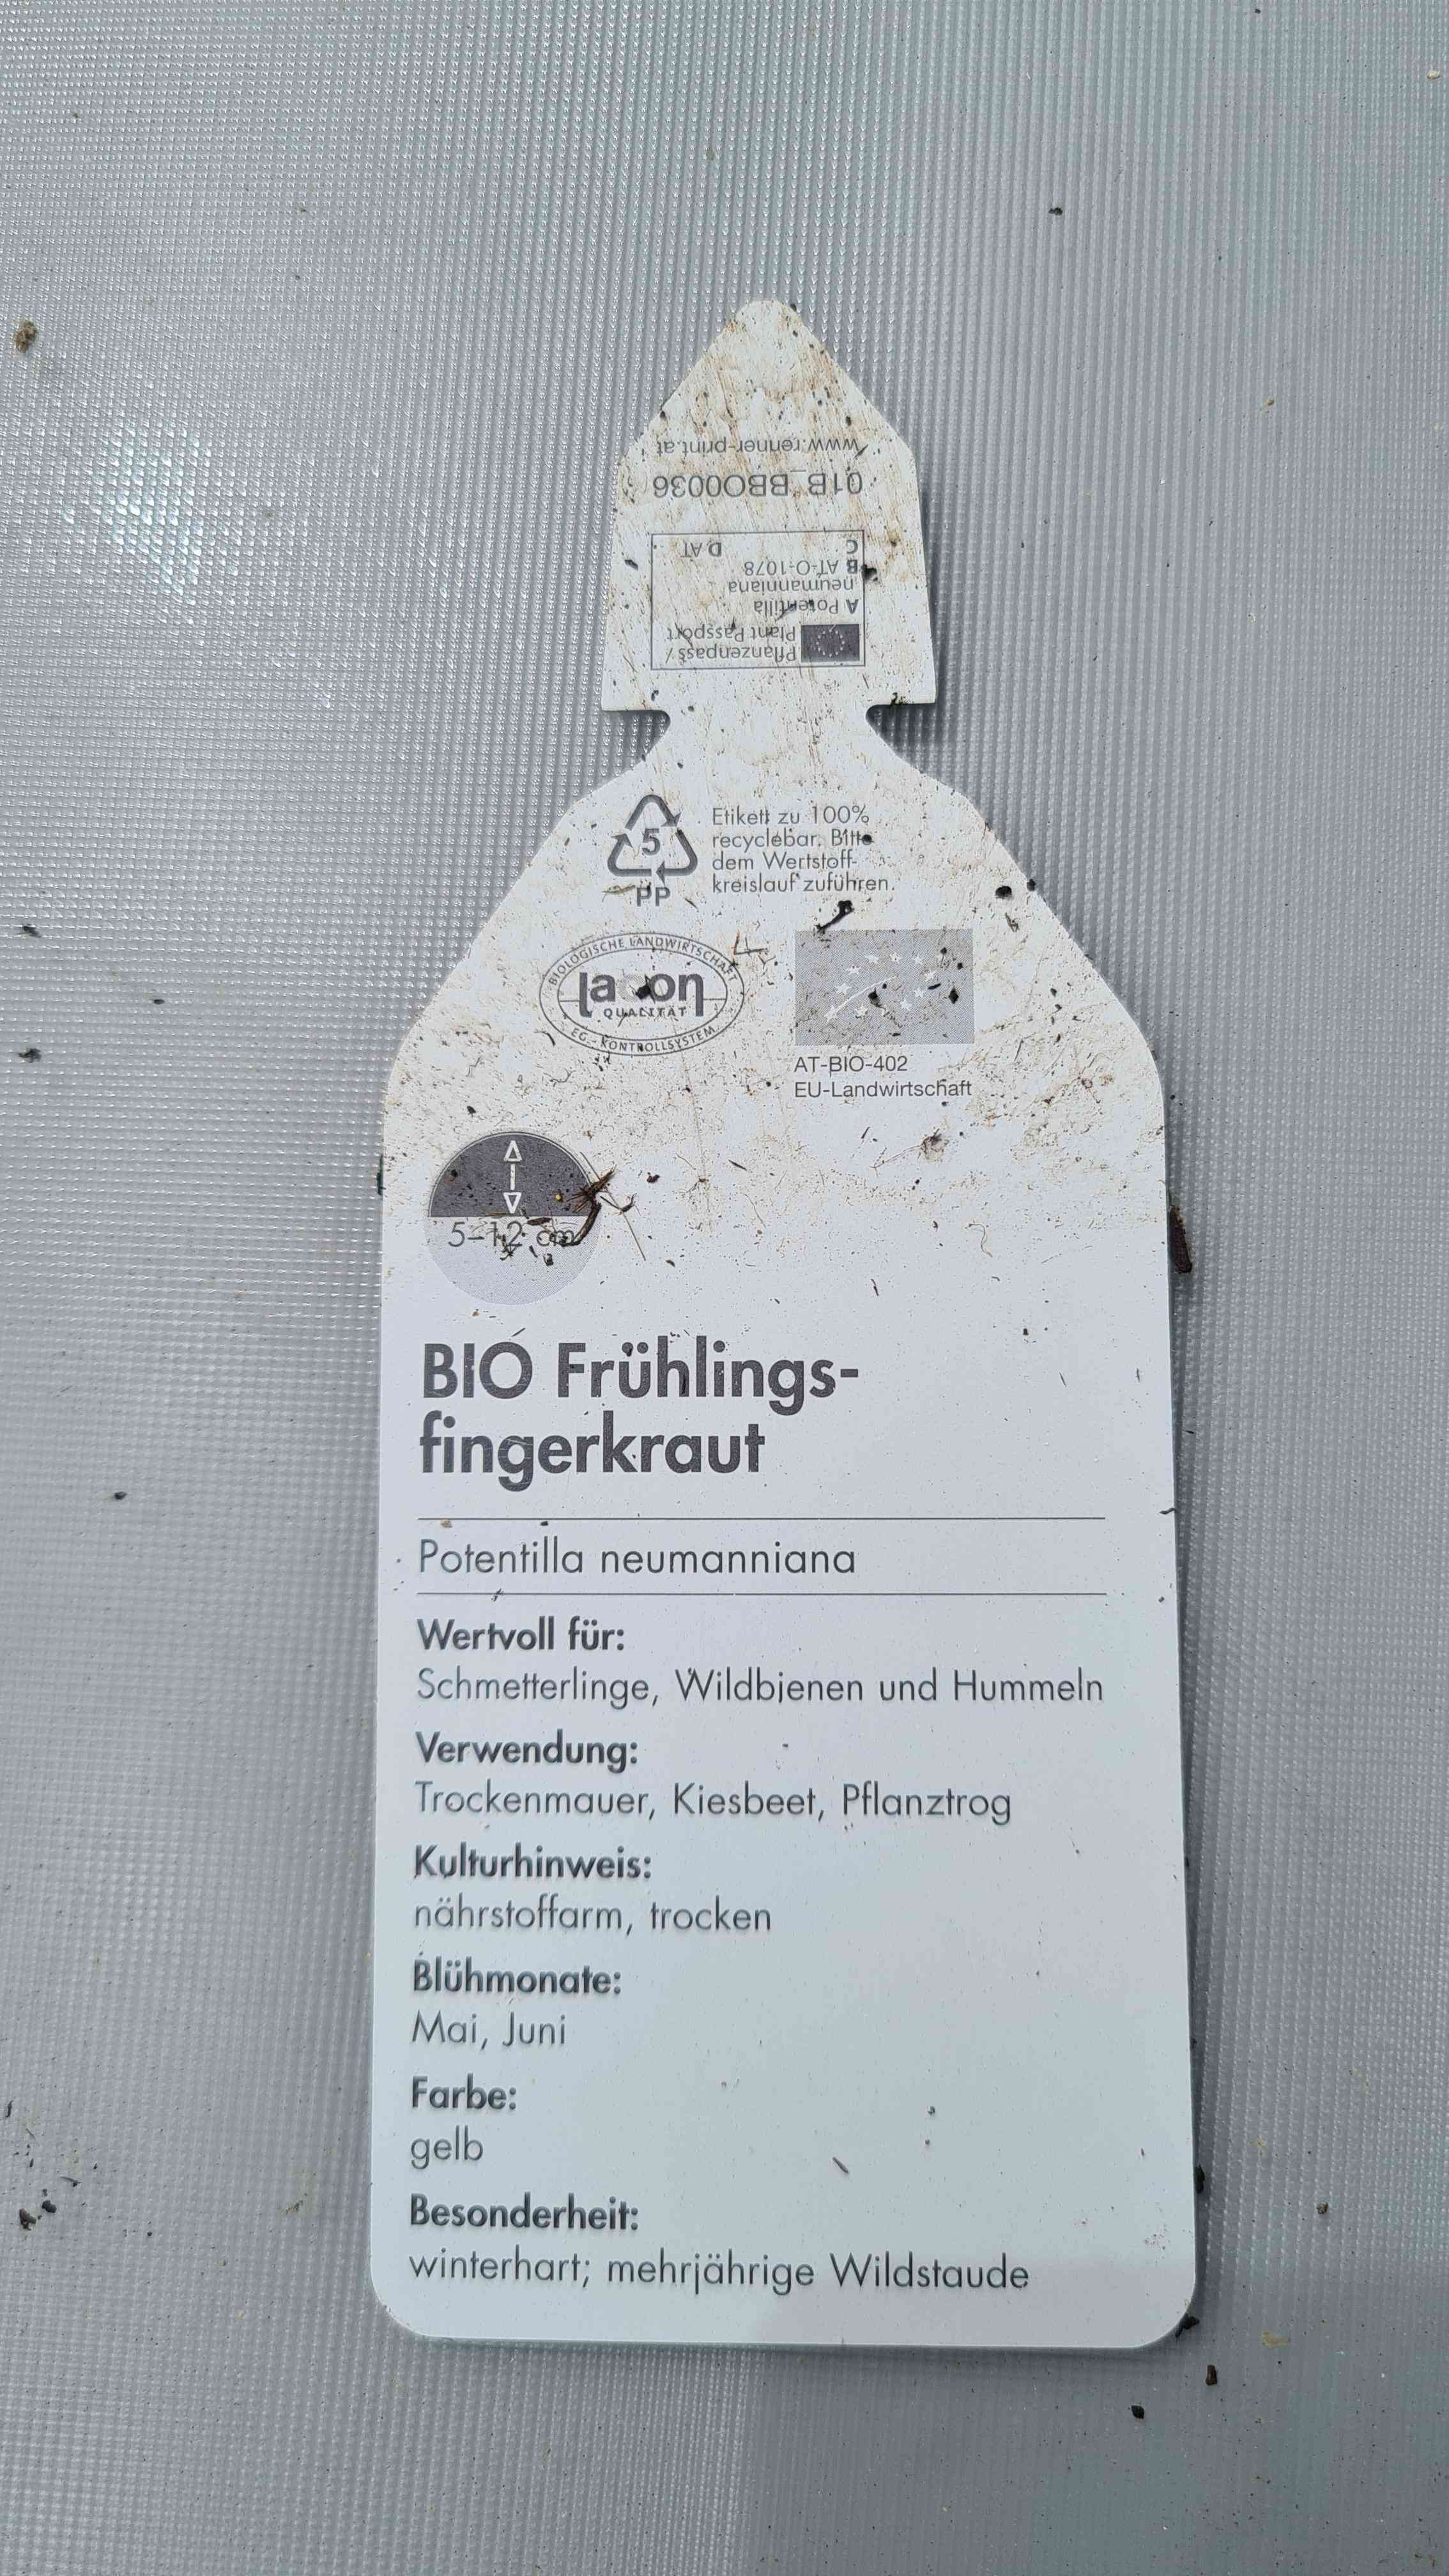 www.renner-print.at
01B_BBO0036
C D AT
B AT-O-1078
neumanniana
A Potentilla
Plant Passport
Pflanzenpass /
5
PP
Etikett zu 100%
recyclebar. Bitte
dem Wertstoff-
kreislauf zuführen.
BIOLOGISCHE LANDWIRTSCHAFT
lacon
QUALITÄT
EG - KONTROLLSYSTEM
AT-BIO-402
EU-Landwirtschaft
5-12 cm
BIO Frühlings-
fingerkraut
Potentilla neumanniana
Wertvoll für:
Schmetterlinge, Wildbienen und Hummeln
Verwendung:
Trockenmauer, Kiesbeet, Pflanztrog
Kulturhinweis:
nährstoffarm, trocken
Blühmonate:
Mai, Juni
Farbe:
gelb
Besonderheit:
winterhart; mehrjährige Wildstaude